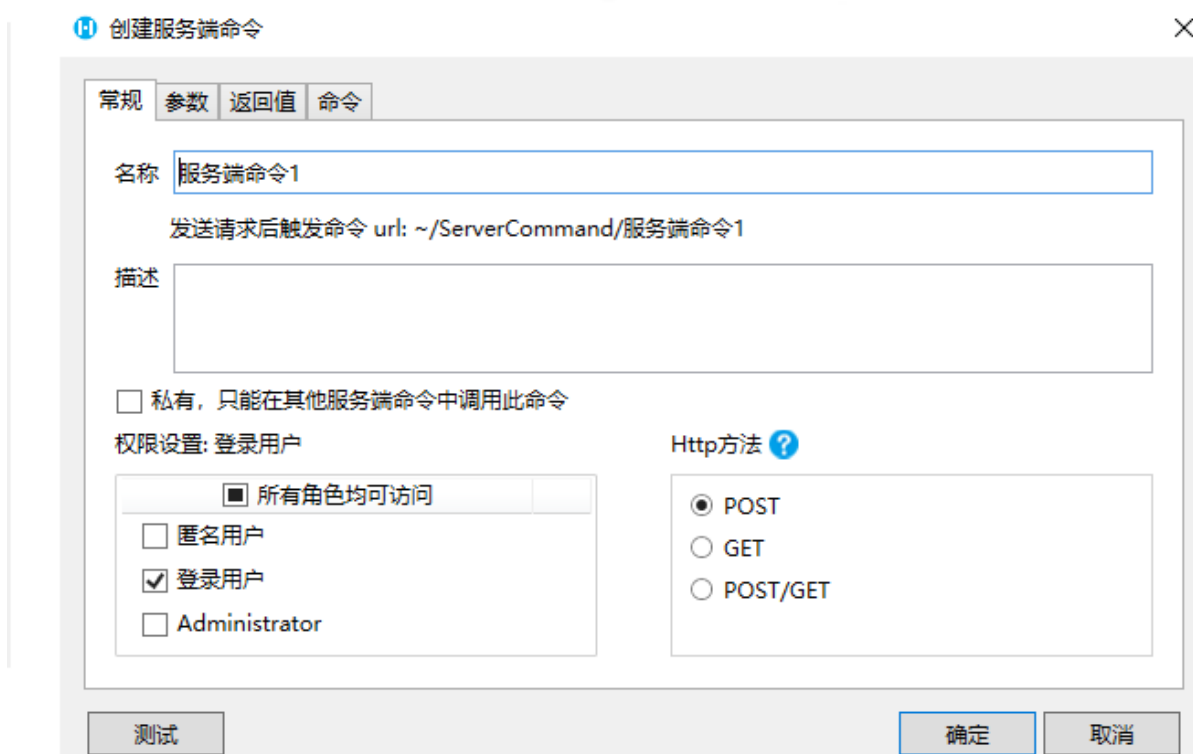 创建服务端命令
常规 参数 返回值 命令
名称 服务端命令1
发送请求后触发命令 url: ~/ServerCommand/服务端命令1
描述
私有，只能在其他服务端命令中调用此命令
权限设置: 登录用户 Http方法 ?
所有角色均可访问
匿名用户
登录用户
Administrator
POST
GET
POST/GET
测试 确定 取消